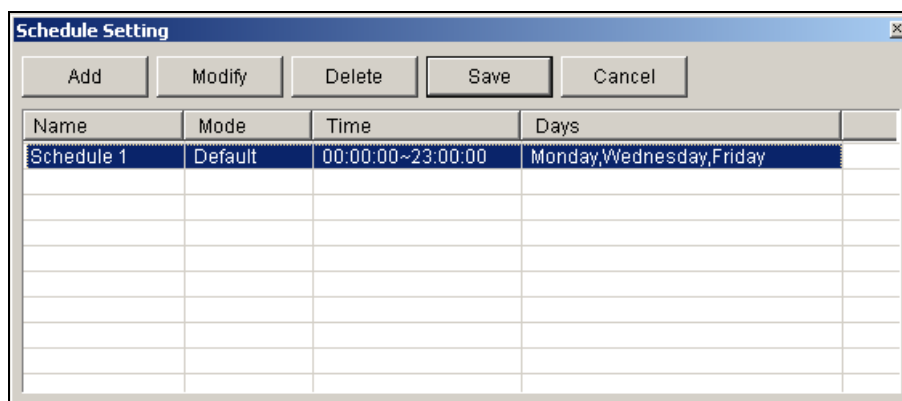 Schedule Setting
Add Modify Delete Save Cancel
Name Mode Time Days
Schedule 1 Default 00:00:00~23:00:00 Monday,Wednesday,Friday